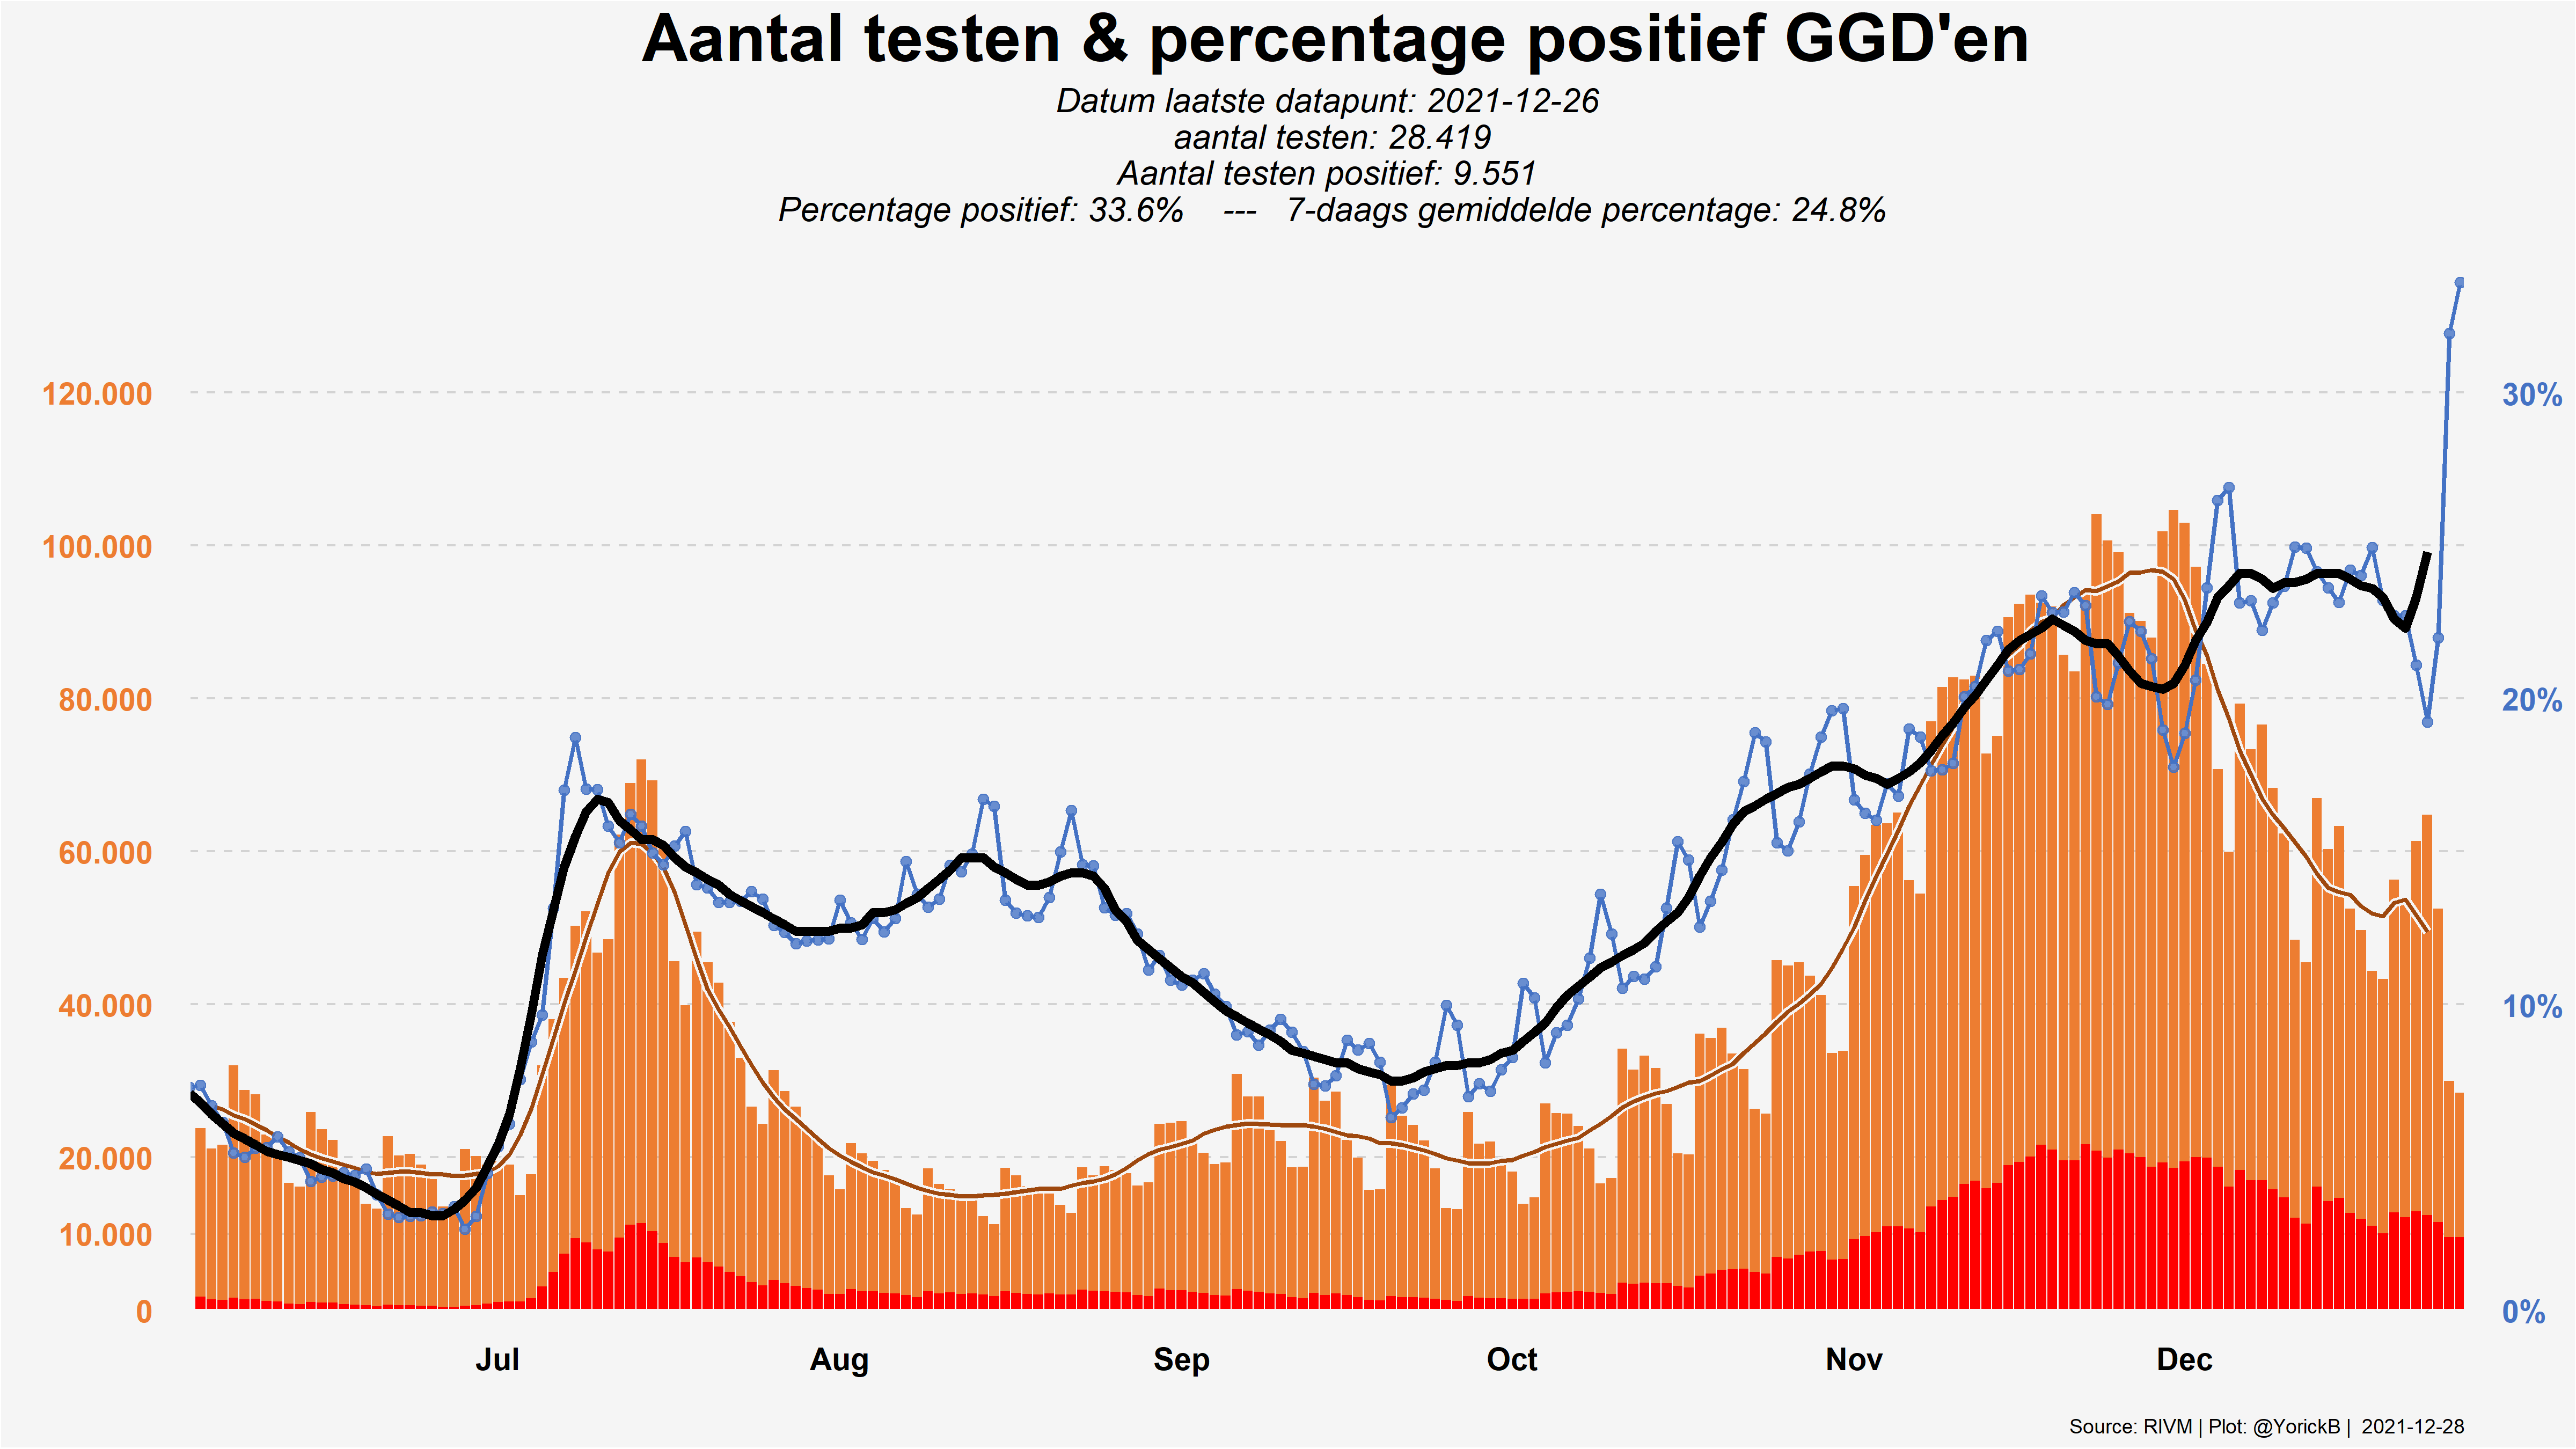 Aantal testen & percentage positief GGD'en
Datum laatste datapunt: 2021-12-26
aantal testen: 28.419
Aantal testen positief: 9.551
Percentage positief: 33.6% --- 7-daags gemiddelde percentage: 24.8%
120.000
30%
100.000
80.000
20%
60.000
40.000
10%
20.000
10.000
0
0%
Jul
Aug
Sep
Oct
Nov
Dec
Source: RIVM | Plot: @YorickB | 2021-12-28